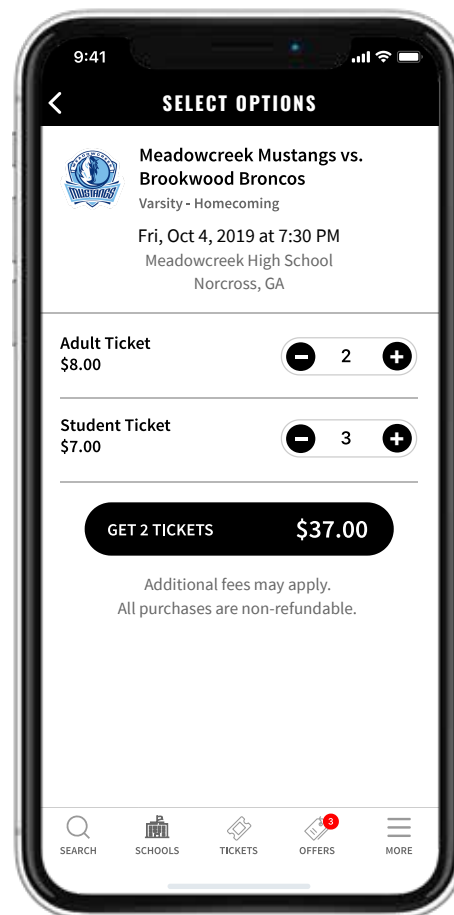 9:41
SELECT OPTIONS
MEADOWCREEK
MUSTANGS
Meadowcreek Mustangs vs.
Brookwood Broncos
Varsity - Homecoming
Fri, Oct 4, 2019 at 7:30 PM
Meadowcreek High School
Norcross, GA
Adult Ticket
$8.00
2
Student Ticket
$7.00
3
GET 2 TICKETS $37.00
Additional fees may apply.
All purchases are non-refundable.
3
SEARCH SCHOOLS TICKETS OFFERS MORE